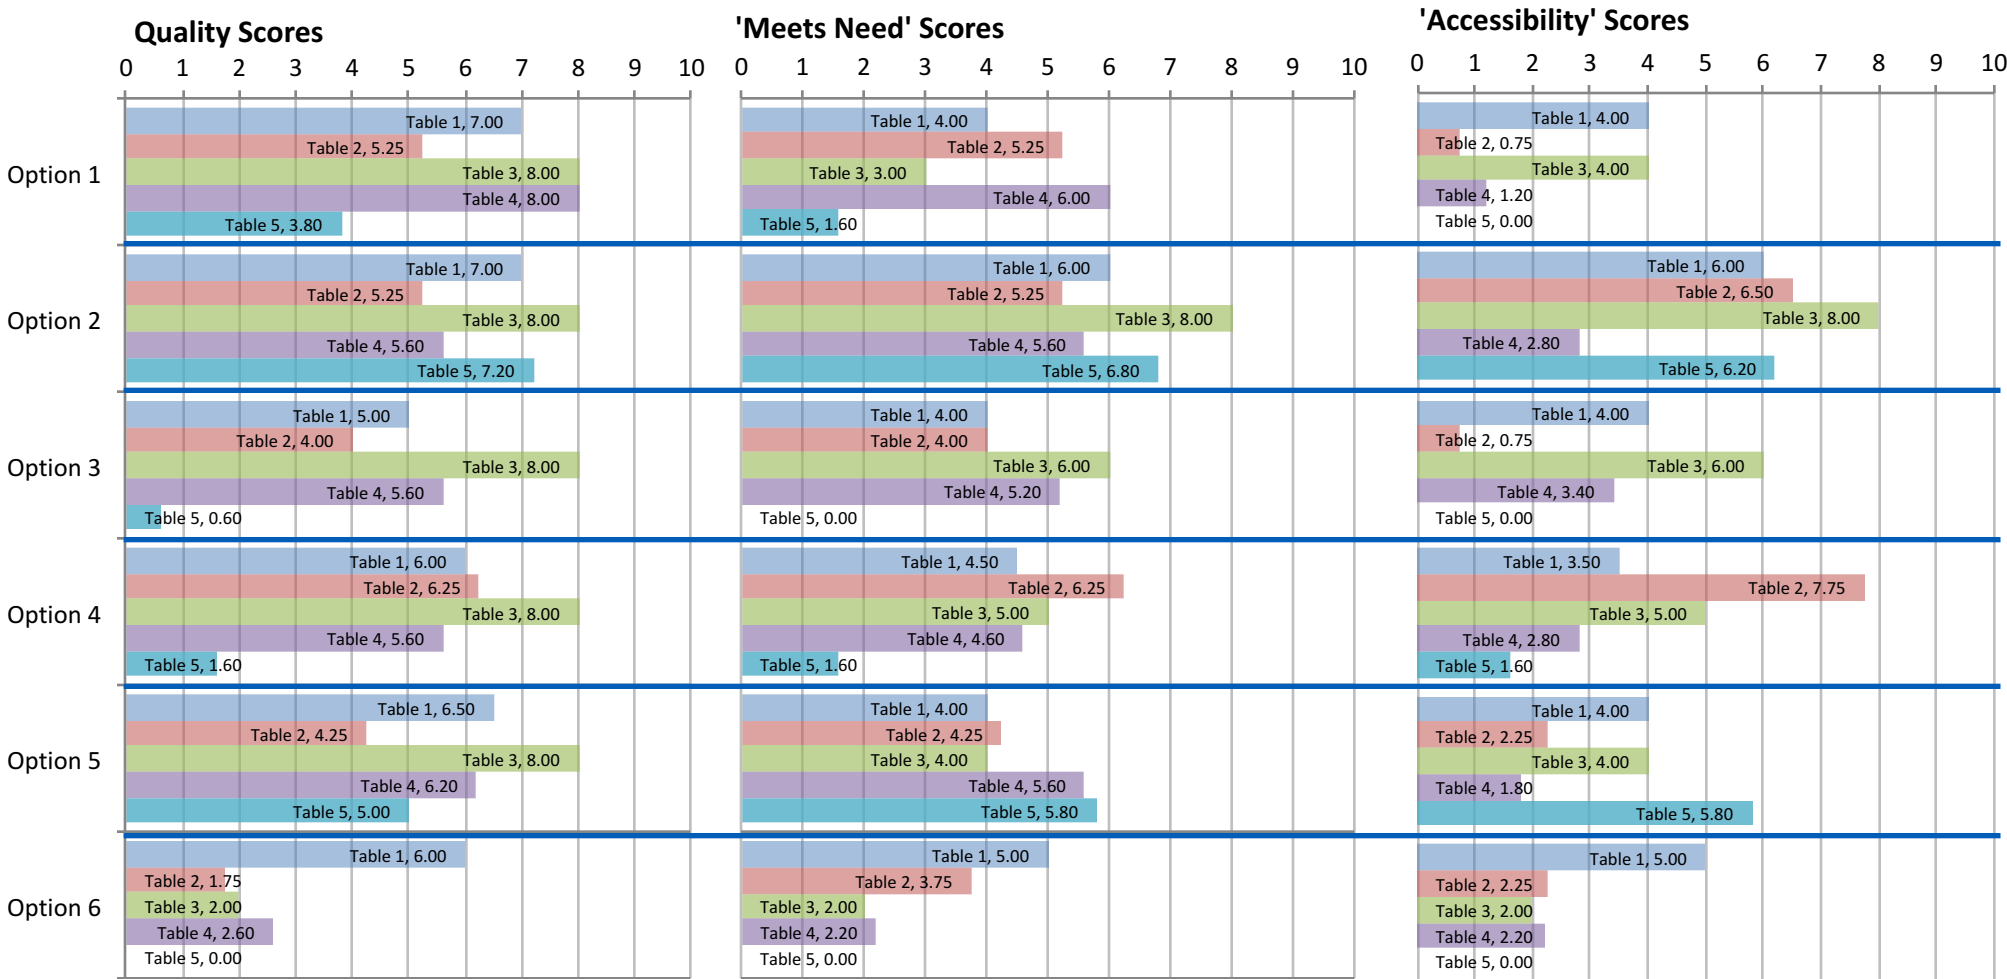 Quality Scores
'Meets Need' Scores
'Accessibility' Scores
0 1 2 3 4 5 6 7 8 9 10
0 1 2 3 4 5 6 7 8 9 10
0 1 2 3 4 5 6 7 8 9 10
Option 1
Table 1, 7.00
Table 2, 5.25
Table 3, 8.00
Table 4, 8.00
Table 5, 3.80
Table 1, 4.00
Table 2, 5.25
Table 3, 3.00
Table 4, 6.00
Table 5, 1.60
Table 1, 4.00
Table 2, 0.75
Table 3, 4.00
Table 4, 1.20
Table 5, 0.00
Option 2
Table 1, 7.00
Table 2, 5.25
Table 3, 8.00
Table 4, 5.60
Table 5, 7.20
Table 1, 6.00
Table 2, 5.25
Table 3, 8.00
Table 4, 5.60
Table 5, 6.80
Table 1, 6.00
Table 2, 6.50
Table 3, 8.00
Table 4, 2.80
Table 5, 6.20
Option 3
Table 1, 5.00
Table 2, 4.00
Table 3, 8.00
Table 4, 5.60
Table 5, 0.60
Table 1, 4.00
Table 2, 4.00
Table 3, 6.00
Table 4, 5.20
Table 5, 0.00
Table 1, 4.00
Table 2, 0.75
Table 3, 6.00
Table 4, 3.40
Table 5, 0.00
Option 4
Table 1, 6.00
Table 2, 6.25
Table 3, 8.00
Table 4, 5.60
Table 5, 1.60
Table 1, 4.50
Table 2, 6.25
Table 3, 5.00
Table 4, 4.60
Table 5, 1.60
Table 1, 3.50
Table 2, 7.75
Table 3, 5.00
Table 4, 2.80
Table 5, 1.60
Option 5
Table 1, 6.50
Table 2, 4.25
Table 3, 8.00
Table 4, 6.20
Table 5, 5.00
Table 1, 4.00
Table 2, 4.25
Table 3, 4.00
Table 4, 5.60
Table 5, 5.80
Table 1, 4.00
Table 2, 2.25
Table 3, 4.00
Table 4, 1.80
Table 5, 5.80
Option 6
Table 1, 6.00
Table 2, 1.75
Table 3, 2.00
Table 4, 2.60
Table 5, 0.00
Table 1, 5.00
Table 2, 3.75
Table 3, 2.00
Table 4, 2.20
Table 5, 0.00
Table 1, 5.00
Table 2, 2.25
Table 3, 2.00
Table 4, 2.20
Table 5, 0.00